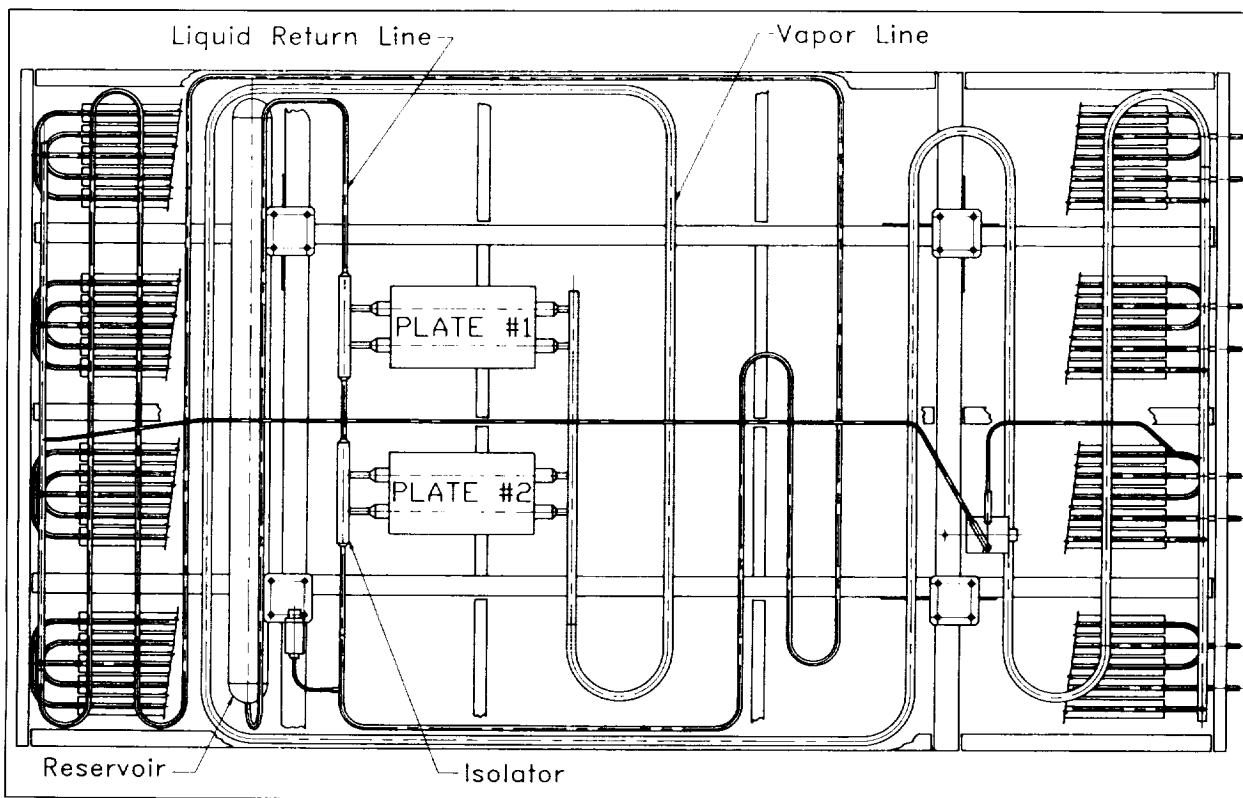 Liquid Return Line
Vapor Line
PLATE #1
PLATE #2
Reservoir
Isolator